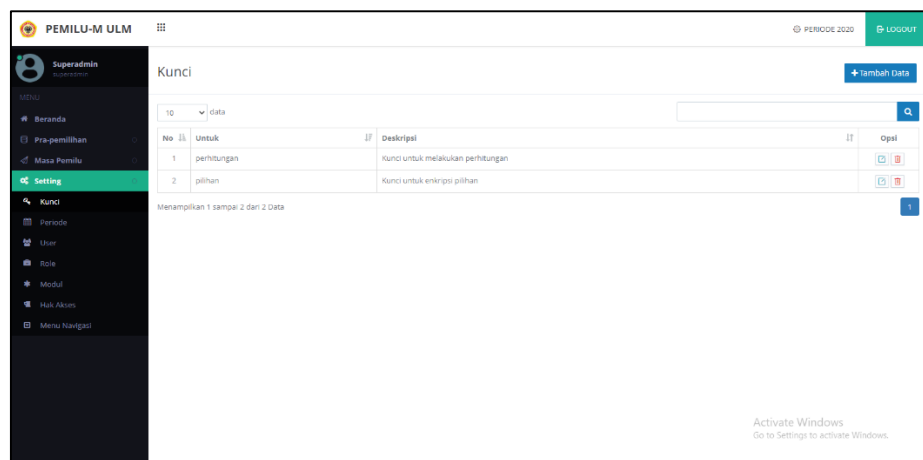 PEMILU-M ULM
PERIODE 2020
LOGOUT
Superadmin
superadmin
MENU
Beranda
Pra-pemilihan
Masa Pemilu
Setting
Kunci
Periode
User
Role
Modul
Hak Akses
Menu Navigasi
Kunci
+ Tambah Data
10 data
No Untuk Deskripsi Opsi
1 perhitungan Kunci untuk melakukan perhitungan
2 pilihan Kunci untuk enkripsi pilihan
Menampilkan 1 sampai 2 dari 2 Data
1
Activate Windows
Go to Settings to activate Windows.